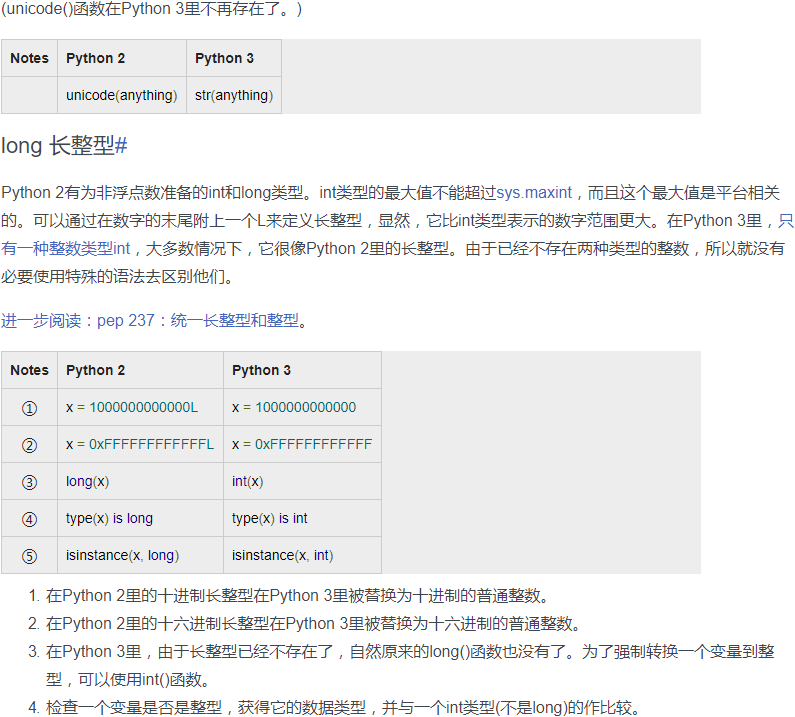 (unicode()函数在Python 3里不再存在了。)
Notes Python 2 Python 3
unicode(anything) str(anything)
long 长整型#
Python 2有为非浮点数准备的int和long类型。int类型的最大值不能超过sys.maxint，而且这个最大值是平台相关
的。可以通过在数字的末尾附上一个L来定义长整型，显然，它比int类型表示的数字范围更大。在Python 3里，只
有一种整数类型int，大多数情况下，它很像Python 2里的长整型。由于已经不存在两种类型的整数，所以就没有
必要使用特殊的语法去区别他们。
进一步阅读：pep 237：统一长整型和整型。
Notes Python 2 Python 3
① x = 1000000000000L x = 1000000000000
② x = 0xFFFFFFFFFFFFL x = 0xFFFFFFFFFFFF
③ long(x) int(x)
④ type(x) is long type(x) is int
⑤ isinstance(x, long) isinstance(x, int)
1. 在Python 2里的十进制长整型在Python 3里被替换为十进制的普通整数。
2. 在Python 2里的十六进制长整型在Python 3里被替换为十六进制的普通整数。
3. 在Python 3里，由于长整型已经不存在了，自然原来的long()函数也没有了。为了强制转换一个变量到整
型，可以使用int()函数。
4. 检查一个变量是否是整型，获得它的数据类型，并与一个int类型(不是long)的作比较。